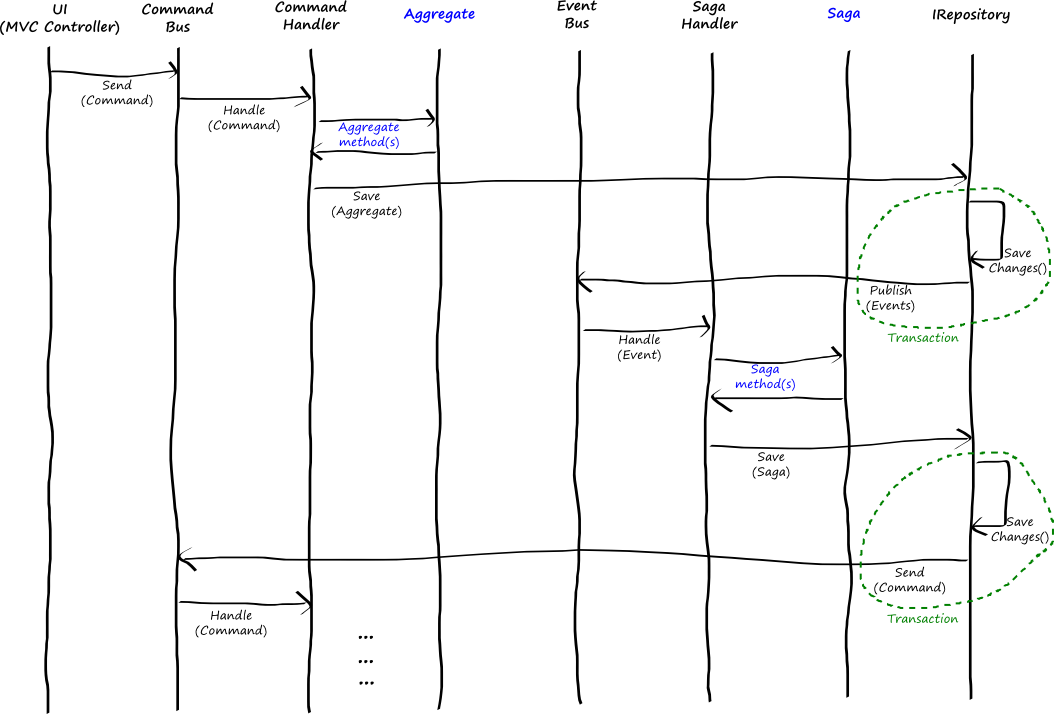 UI
(MVC Controller)
Command
Bus
Command
Handler
Aggregate
Event
Bus
Saga
Handler
Saga
IRepository
Send
(Command)
Handle
(Command)
Aggregate
method(s)
Save
(Aggregate)
Save
Changes()
Publish
(Events)
Transaction
Handle
(Event)
Saga
method(s)
Save
(Saga)
Save
Changes()
Send
(Command)
Transaction
Handle
(Command)
...
...
...